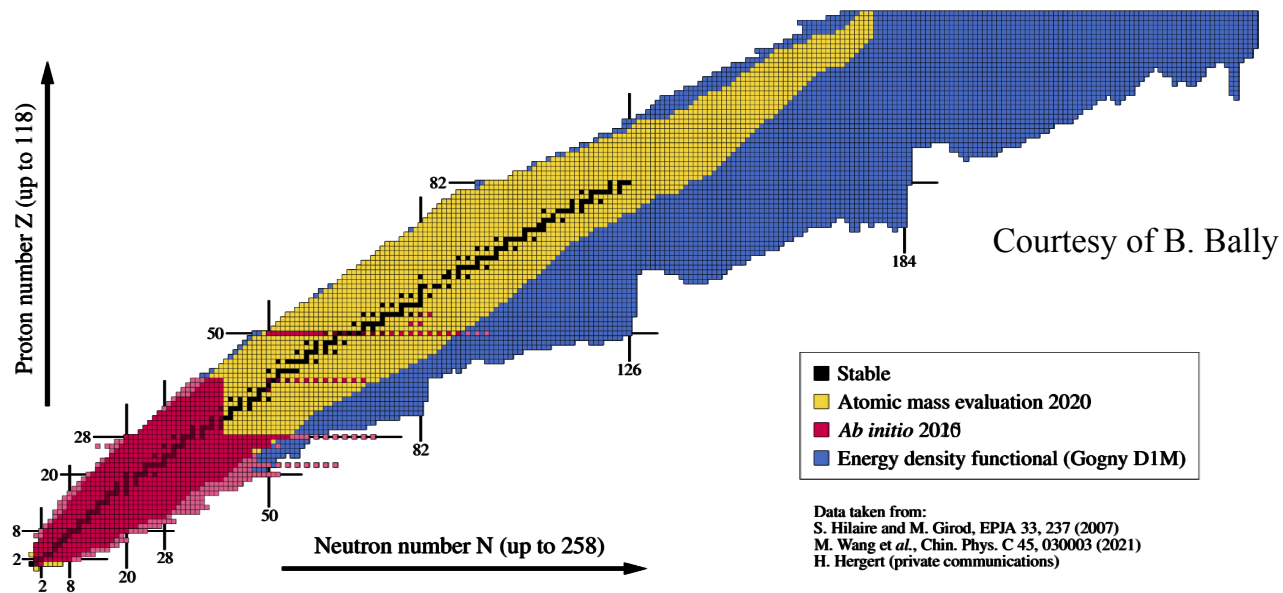 Proton number Z (up to 118)
82
50
28
20
8
2
2
8
20
28
50
82
126
184
Neutron number N (up to 258)
Courtesy of B. Bally
Stable
Atomic mass evaluation 2020
Ab initio
Energy density functional (Gogny D1M)
Data taken from:
S. Hilaire and M. Girod, EPJA 33, 237 (2007)
M. Wang et al., Chin. Phys. C 45, 030003 (2021)
H. Hergert (private communications)